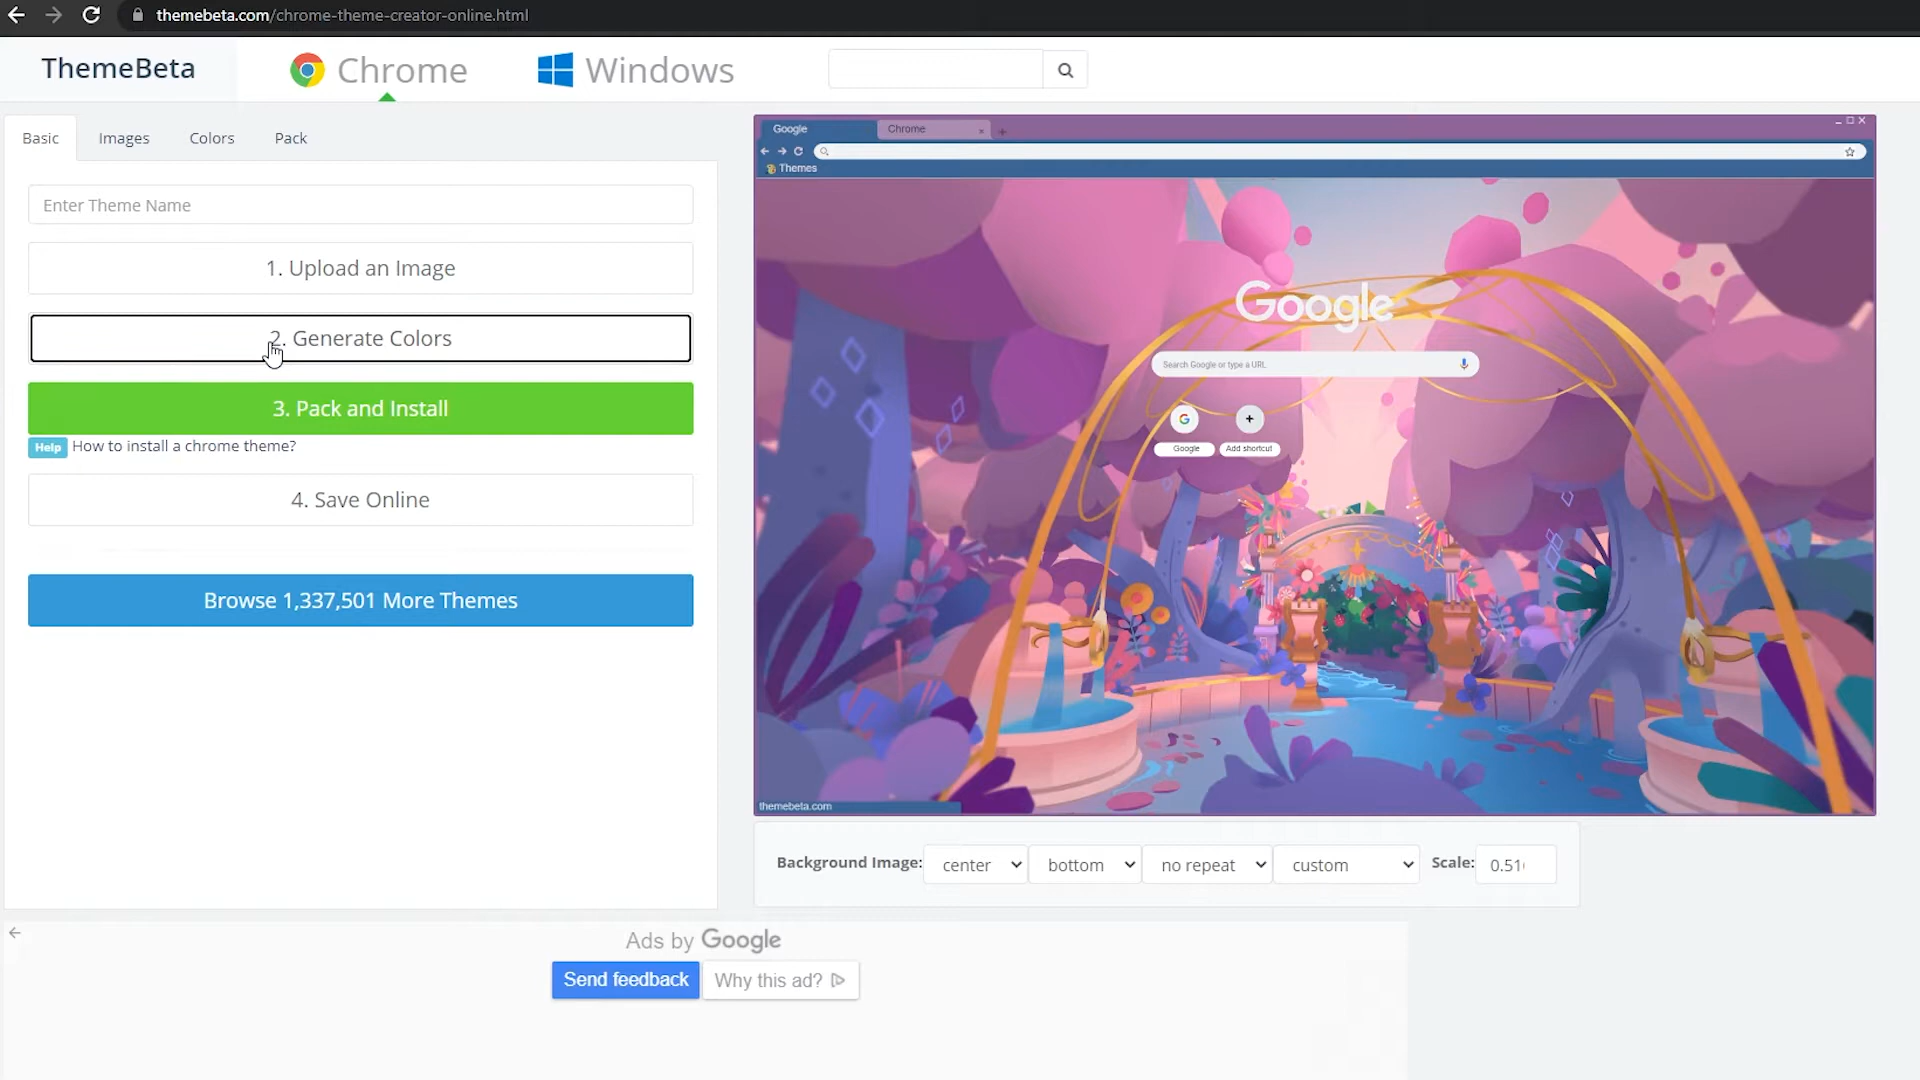 themebeta.com/chrome-theme-creator-online.html
ThemeBeta
Chrome
Windows
Basic
Images
Colors
Pack
Enter Theme Name
1. Upload an Image
2. Generate Colors
3. Pack and Install
Help How to install a chrome theme?
4. Save Online
Browse 1,337,501 More Themes
Google
Chrome
Themes
Google
Search Google or type a URL
G
Google
Add shortcut
themebeta.com
Background Image: center bottom no repeat custom Scale: 0.51
Ads by Google
Send feedback
Why this ad?